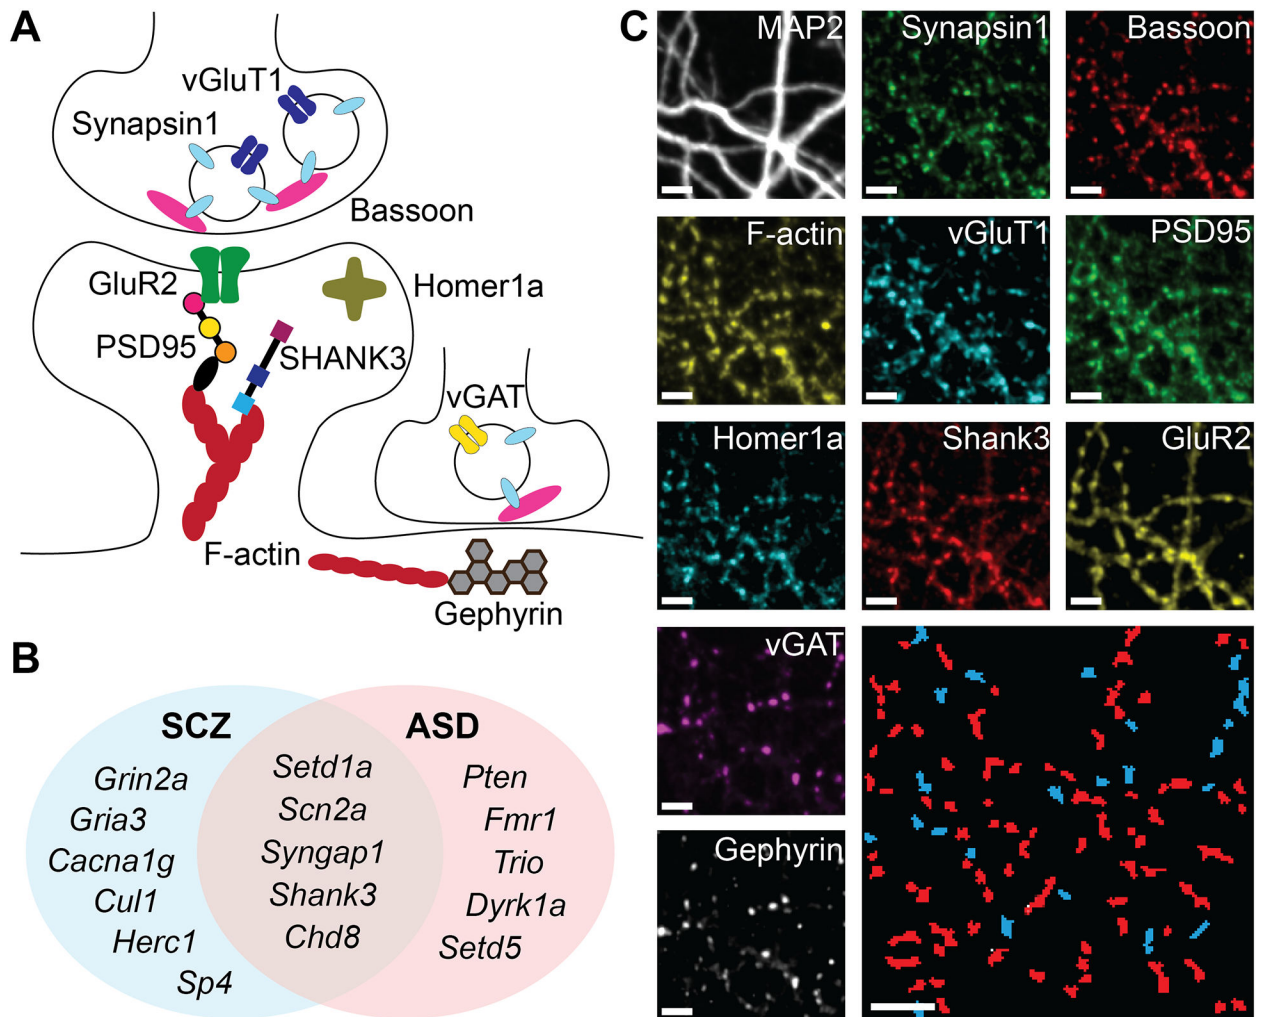 A
vGluT1
Synapsin1
Bassoon
GluR2
Homer1a
PSD95
SHANK3
vGAT
F-actin
Gephyrin
B
SCZ
ASD
Grin2a
Gria3
Cacna1g
Cul1
Herc1
Sp4
Setd1a
Scn2a
Syngap1
Shank3
Chd8
Pten
Fmr1
Trio
Dyrk1a
Setd5
C
MAP2
Synapsin1
Bassoon
F-actin
vGluT1
PSD95
Homer1a
Shank3
GluR2
vGAT
Gephyrin